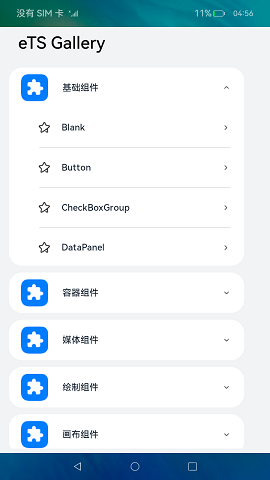 没有 SIM 卡 11% 04:56
eTS Gallery
基础组件
Blank
Button
CheckBoxGroup
DataPanel
容器组件
媒体组件
绘制组件
画布组件